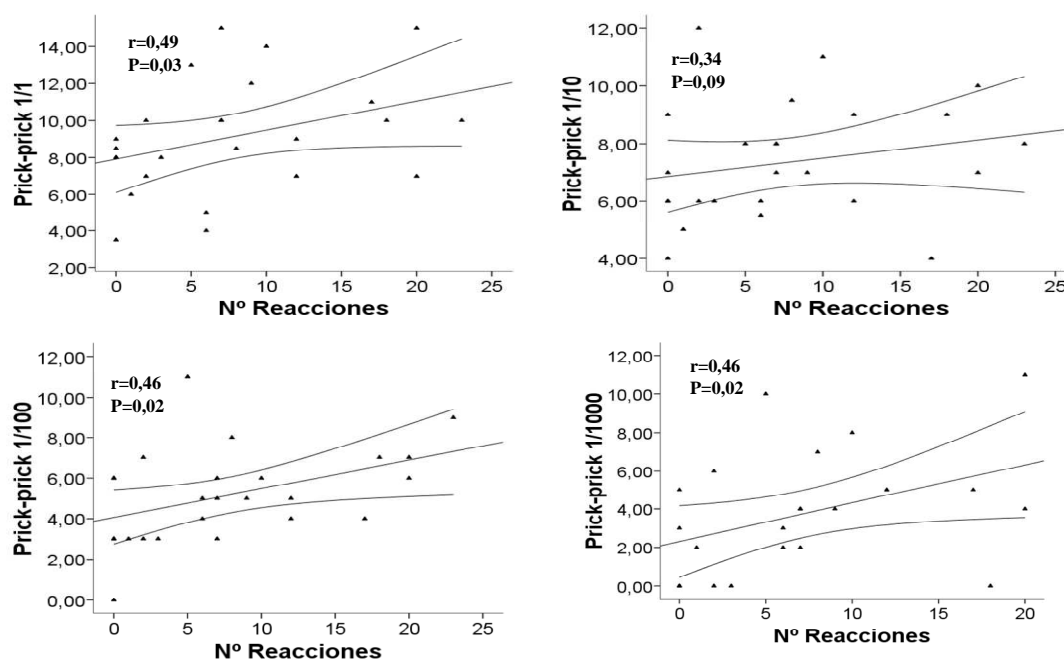 Prick-prick 1/1
r=0,49
P=0,03
14,00
12,00
10,00
8,00
6,00
4,00
2,00
0 5 10 15 20 25
Nº Reacciones
Prick-prick 1/10
r=0,34
P=0,09
12,00
10,00
8,00
6,00
4,00
0 5 10 15 20 25
Nº Reacciones
Prick-prick 1/100
r=0,46
P=0,02
12,00
10,00
8,00
6,00
4,00
2,00
0,00
0 5 10 15 20 25
Nº Reacciones
Prick-prick 1/1000
r=0,46
P=0,02
12,00
10,00
8,00
6,00
4,00
2,00
0,00
0 5 10 15 20
Nº Reacciones